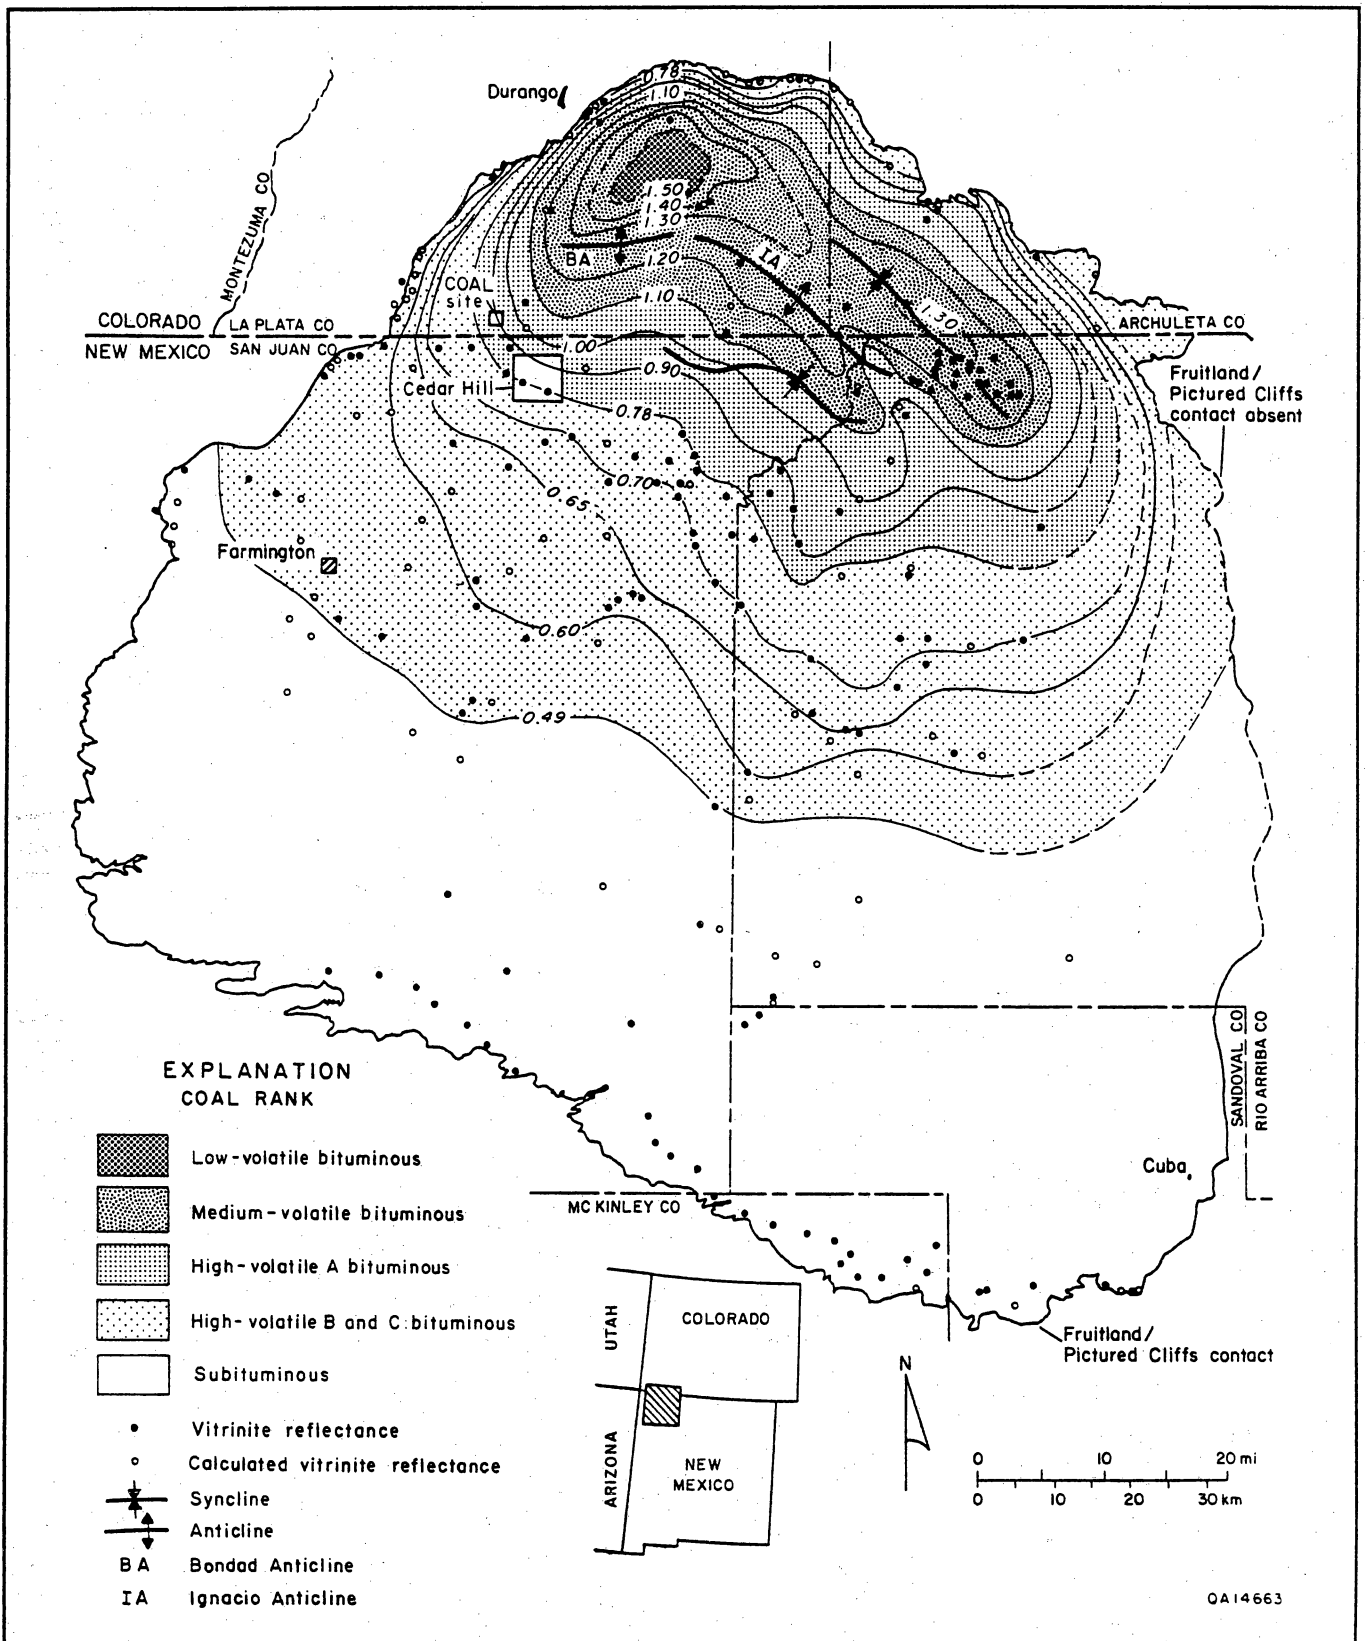 Durango
0.78
1.10
MONTEZUMA CO
1.50
1.40
1.30
BA
IA
1.20
COAL
site
1.10
1.30
COLORADO
LA PLATA CO
ARCHULETA CO
NEW MEXICO
SAN JUAN CO
1.00
0.90
Cedar Hill
Fruitland/
Pictured Cliffs
contact absent
0.78
0.70
0.65
Farmington
0.60
0.49
SANDOVAL CO
RIO ARRIBA CO
Cuba
MC KINLEY CO
EXPLANATION
COAL RANK
Low-volatile bituminous
Medium-volatile bituminous
High-volatile A bituminous
High-volatile B and C bituminous
Subituminous
Vitrinite reflectance
Calculated vitrinite reflectance
Syncline
Anticline
BA Bondad Anticline
IA Ignacio Anticline
UTAH
COLORADO
ARIZONA
NEW
MEXICO
Fruitland/
Pictured Cliffs contact
N
0 10 20 mi
0 10 20 30 km
QA14663